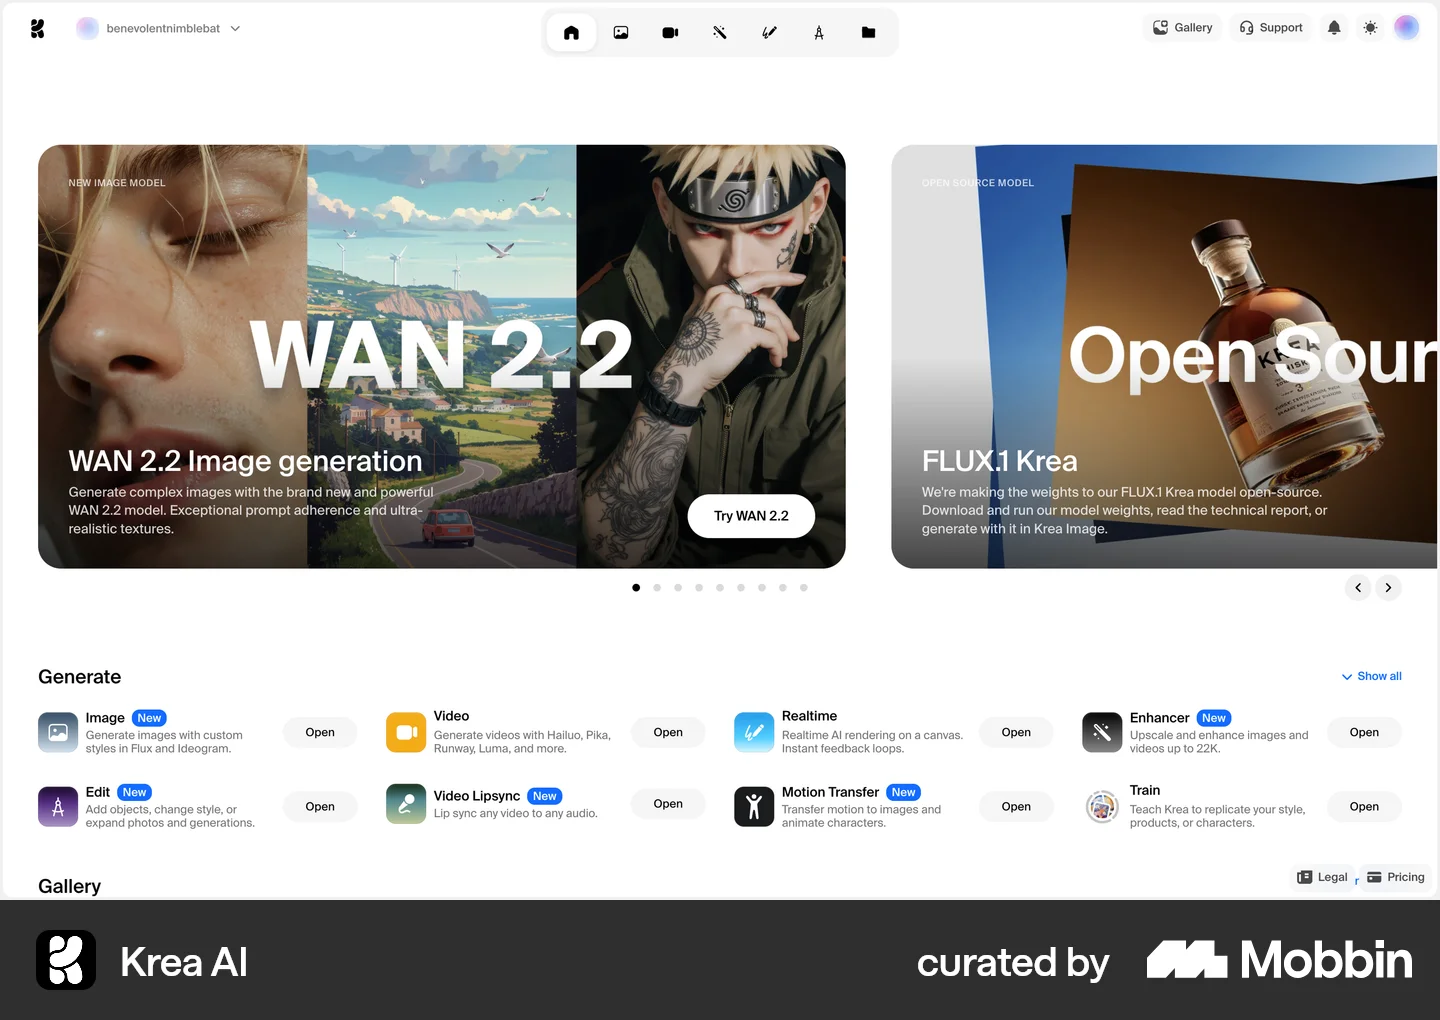 benevolentnimblebat
Gallery
Support
NEW IMAGE MODEL
WAN 2.2
WAN 2.2 Image generation
Generate complex images with the brand new and powerful
WAN 2.2 model. Exceptional prompt adherence and ultra-
realistic textures.
Try WAN 2.2
OPEN SOURCE MODEL
Open Sour
FLUX.1 Krea
We're making the weights to our FLUX.1 Krea model open-source.
Download and run our model weights, read the technical report, or
generate with it in Krea Image.
Generate
Show all
Image New
Generate images with custom
styles in Flux and Ideogram.
Open
Video
Generate videos with Hailuo, Pika,
Runway, Luma, and more.
Open
Realtime
Realtime AI rendering on a canvas.
Instant feedback loops.
Open
Enhancer New
Upscale and enhance images and
videos up to 22K.
Open
Edit New
Add objects, change style, or
expand photos and generations.
Open
Video Lipsync New
Lip sync any video to any audio.
Open
Motion Transfer New
Transfer motion to images and
animate characters.
Open
Train
Teach Krea to replicate your style,
products, or characters.
Open
Gallery
Legal
Pricing
Krea AI
curated by
Mobbin